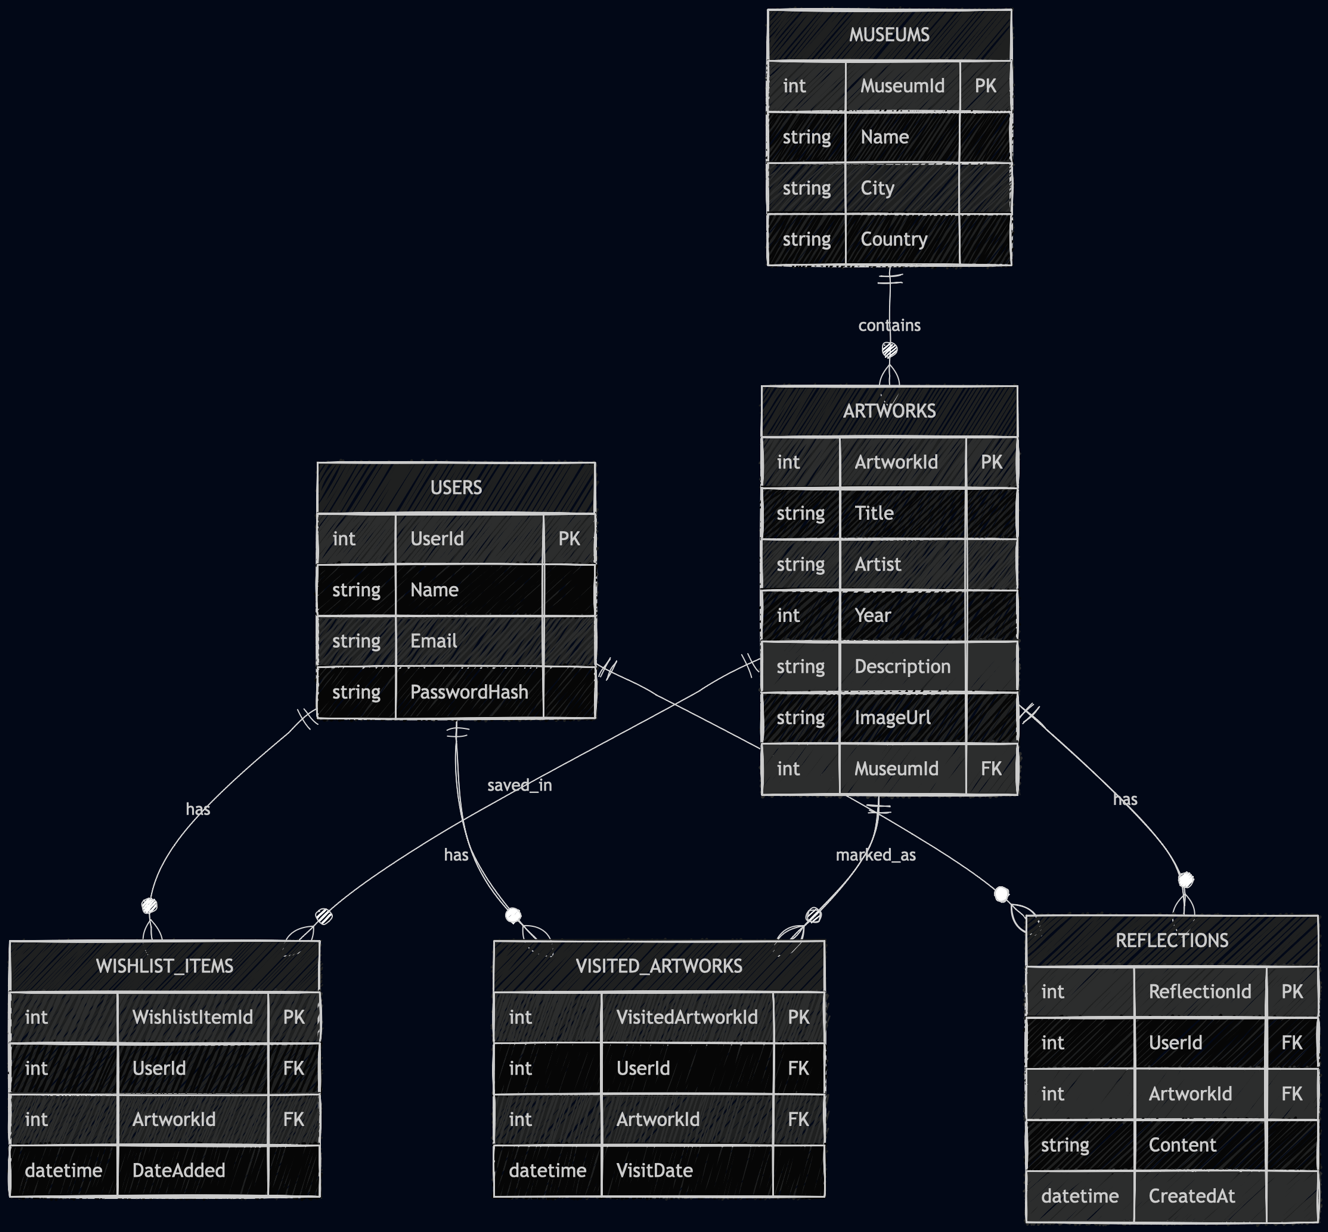 MUSEUMS
int MuseumId PK
string Name
string City
string Country
contains
ARTWORKS
int ArtworkId PK
string Title
string Artist
int Year
string Description
string ImageUrl
int MuseumId FK
USERS
int UserId PK
string Name
string Email
string PasswordHash
has
saved_in
has
marked_as
has
WISHLIST_ITEMS
int WishlistItemId PK
int UserId FK
int ArtworkId FK
datetime DateAdded
VISITED_ARTWORKS
int VisitedArtworkId PK
int UserId FK
int ArtworkId FK
datetime VisitDate
REFLECTIONS
int ReflectionId PK
int UserId FK
int ArtworkId FK
string Content
datetime CreatedAt